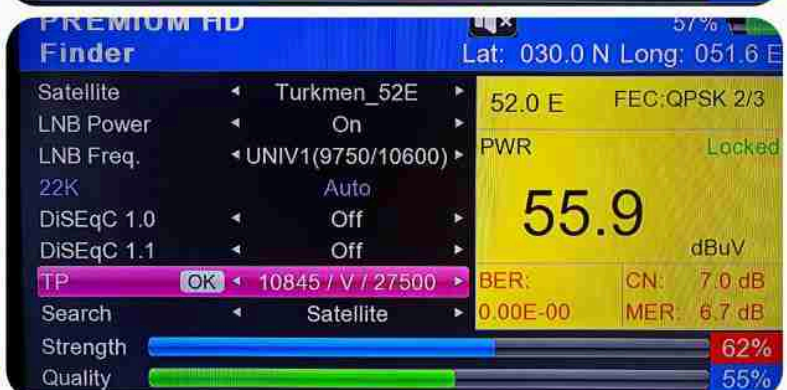 PREMIUM HD 57%
Finder Lat: 030.0 N Long: 051.6 E
Satellite Turkmen_52E
LNB Power On
LNB Freq. UNIV1(9750/10600)
22K Auto
DiSEqC 1.0 Off
DiSEqC 1.1 Off
TP OK 10845 / V / 27500
Search Satellite
52.0 E FEC:QPSK 2/3
PWR Locked
55.9
dBuV
BER: CN: 7.0 dB
0.00E-00 MER: 6.7 dB
Strength 62%
Quality 55%